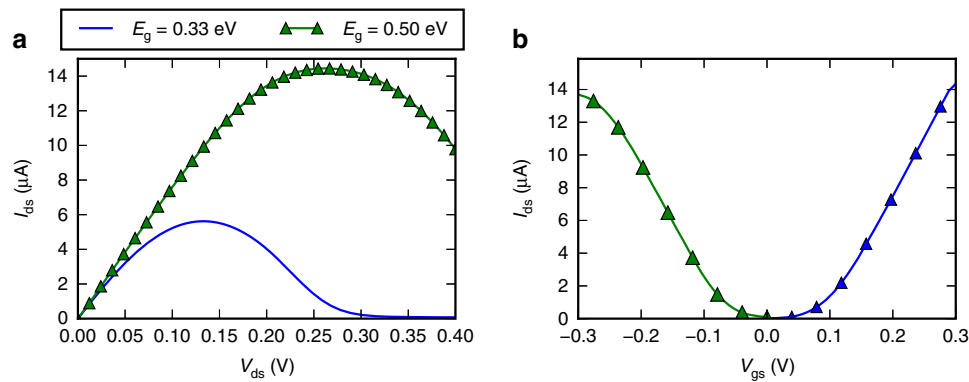 a
E_g = 0.33 eV
E_g = 0.50 eV
14
12
10
8
6
4
2
0
0.00 0.05 0.10 0.15 0.20 0.25 0.30 0.35 0.40
I_ds (μA)
V_ds (V)
b
14
12
10
8
6
4
2
0
−0.3 −0.2 −0.1 0.0 0.1 0.2 0.3
I_ds (μA)
V_gs (V)